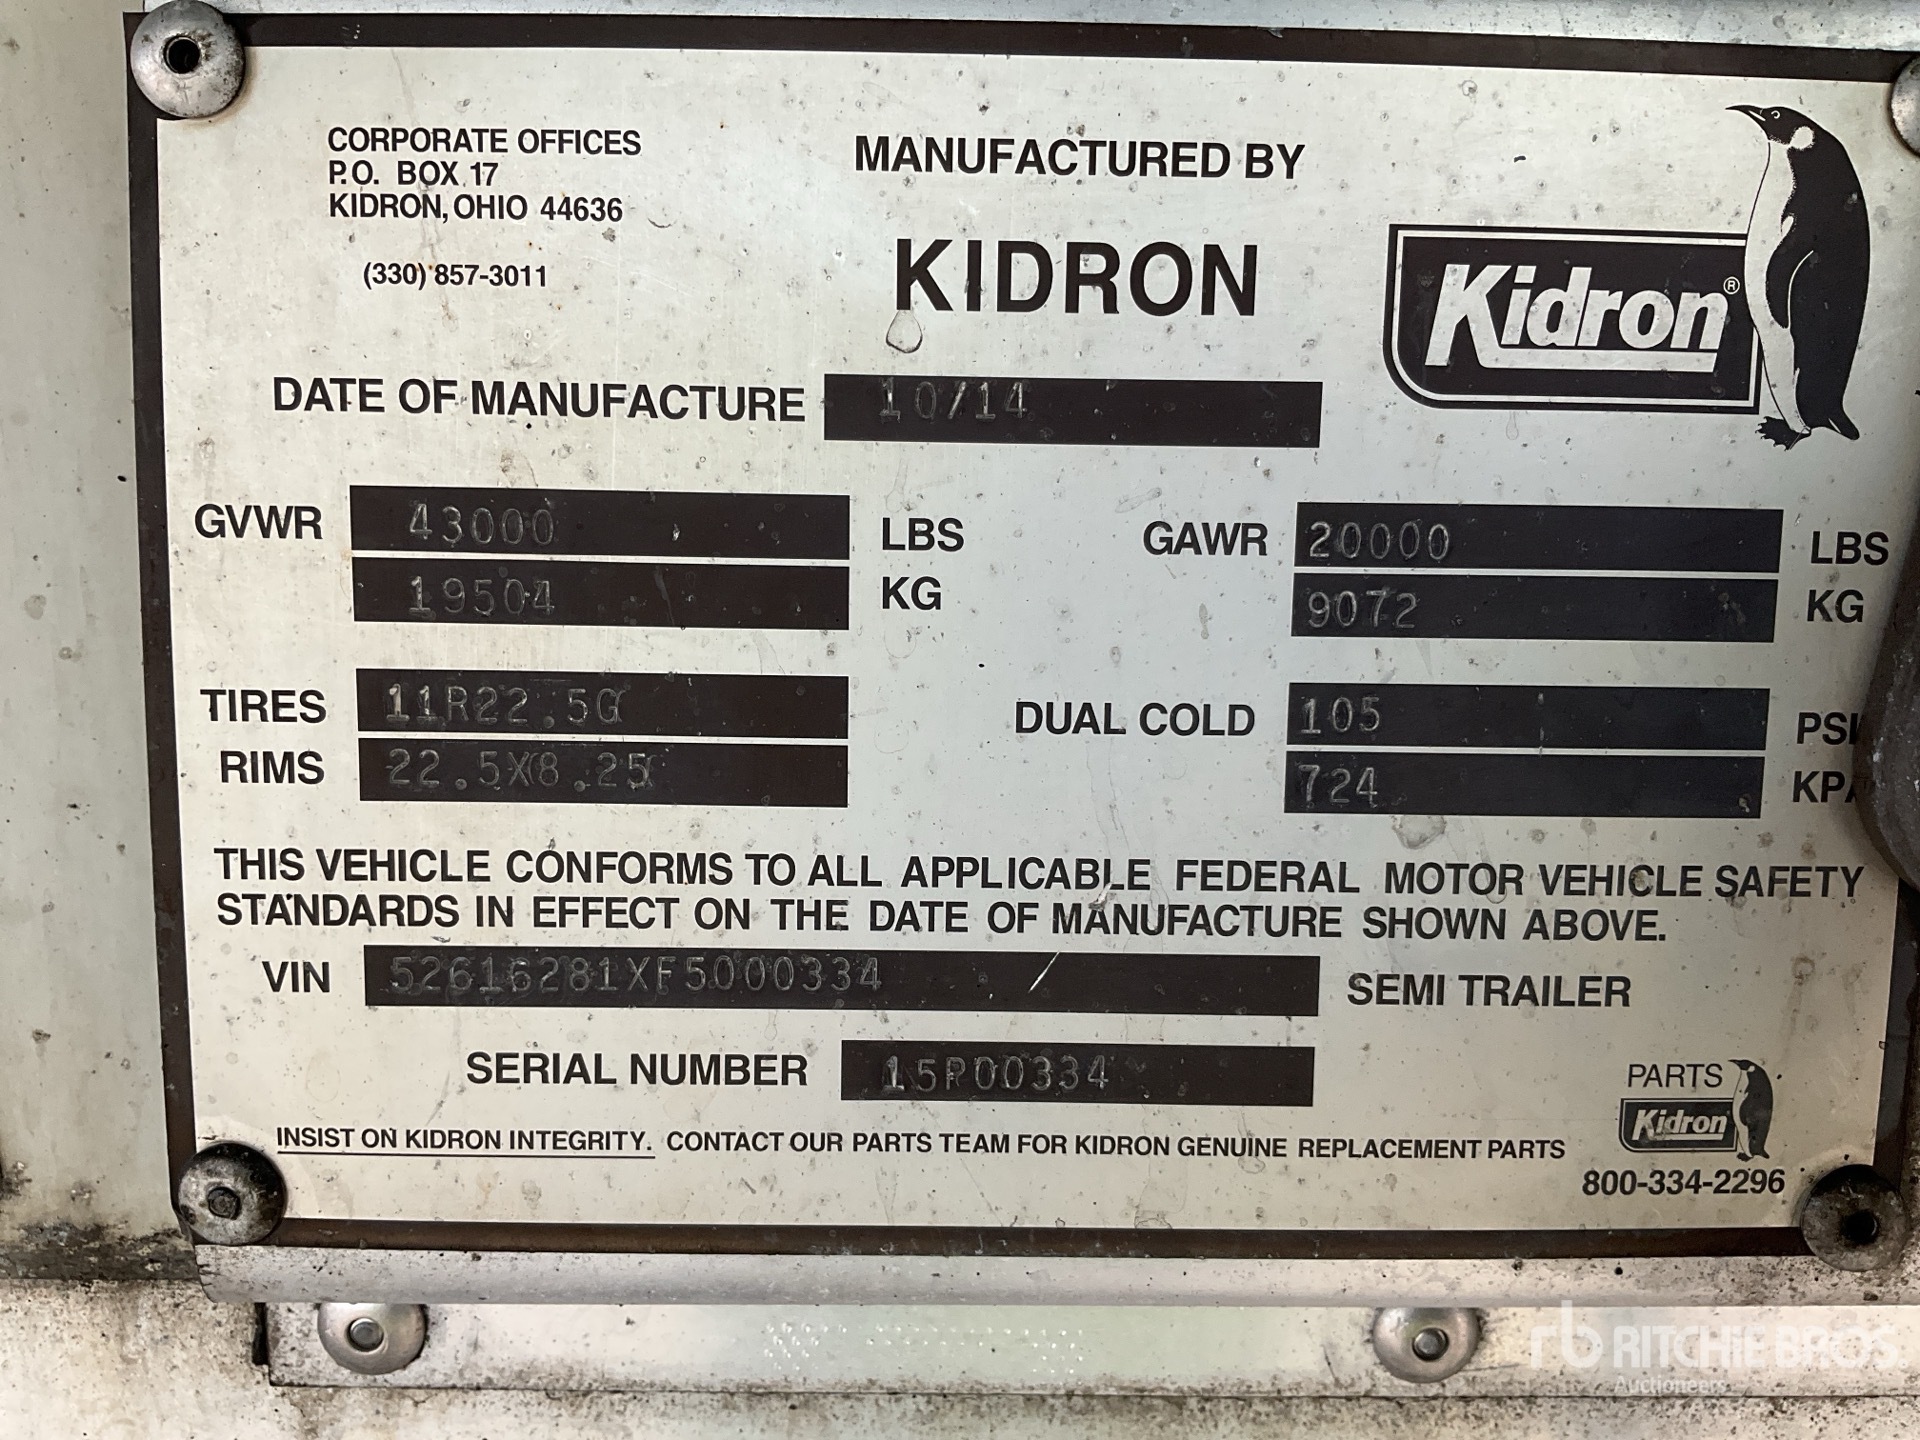 CORPORATE OFFICES
P.O. BOX 17
KIDRON, OHIO 44636
(330) 857-3011
MANUFACTURED BY
KIDRON
Kidron®
DATE OF MANUFACTURE 10/14
GVWR 43000 LBS GAWR 20000 LBS
19504 KG 9072 KG
TIRES 11R22.5G DUAL COLD 105 PSI
RIMS 22.5X8.25 724 KPA
THIS VEHICLE CONFORMS TO ALL APPLICABLE FEDERAL MOTOR VEHICLE SAFETY
STANDARDS IN EFFECT ON THE DATE OF MANUFACTURE SHOWN ABOVE.
VIN 52616281XF5000334 SEMI TRAILER
SERIAL NUMBER 15P00334
PARTS
Kidron
INSIST ON KIDRON INTEGRITY. CONTACT OUR PARTS TEAM FOR KIDRON GENUINE REPLACEMENT PARTS
800-334-2296
rb RITCHIE BROS.
Auctioneers